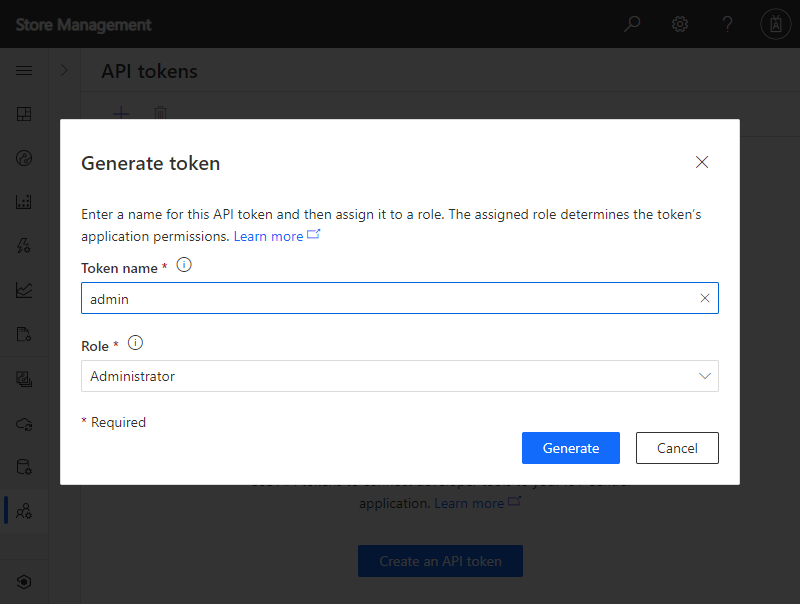 Store Management
API tokens
Generate token
Enter a name for this API token and then assign it to a role. The assigned role determines the token's
application permissions. Learn more
Token name *
admin
Role *
Administrator
* Required
Generate
Cancel
application. Learn more
Create an API token